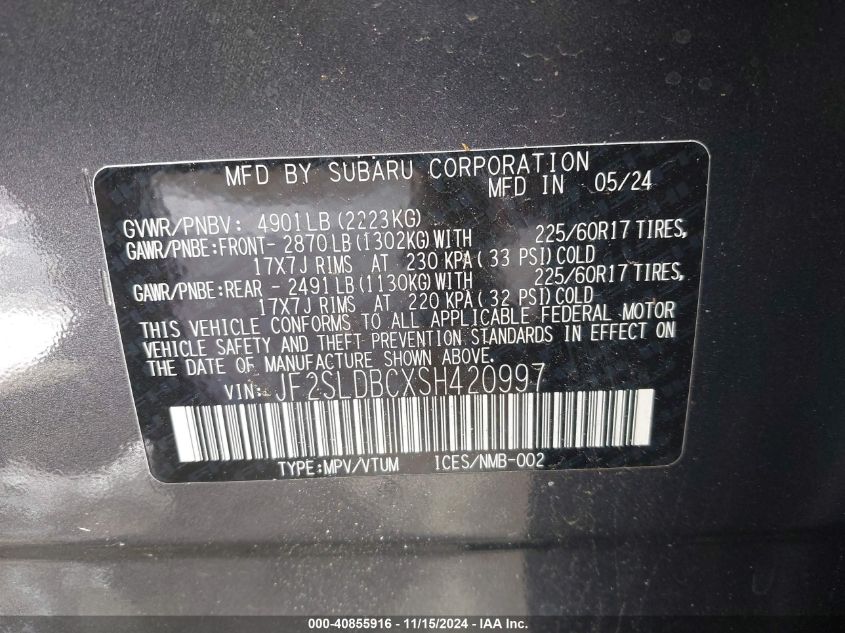 MFD BY SUBARU CORPORATION
MFD IN 05/24
GVWR/PNBV: 4901LB (2223KG)
GAWR/PNBE:FRONT- 2870 LB (1302KG) WITH 225/60R17 TIRES,
17X7J RIMS AT 230 KPA ( 33 PSI) COLD
GAWR/PNBE:REAR - 2491 LB (1130KG) WITH 225/60R17 TIRES,
17X7J RIMS AT 220 KPA ( 32 PSI) COLD
THIS VEHICLE CONFORMS TO ALL APPLICABLE FEDERAL MOTOR
VEHICLE SAFETY AND THEFT PREVENTION STANDARDS IN EFFECT ON
THE DATE OF MANUFACTURE SHOWN ABOVE.
VIN: JF2SLDBCXSH420997
TYPE:MPV/VTUM 1CES/NMB-002
000-40855916 - 11/15/2024 - IAA Inc.